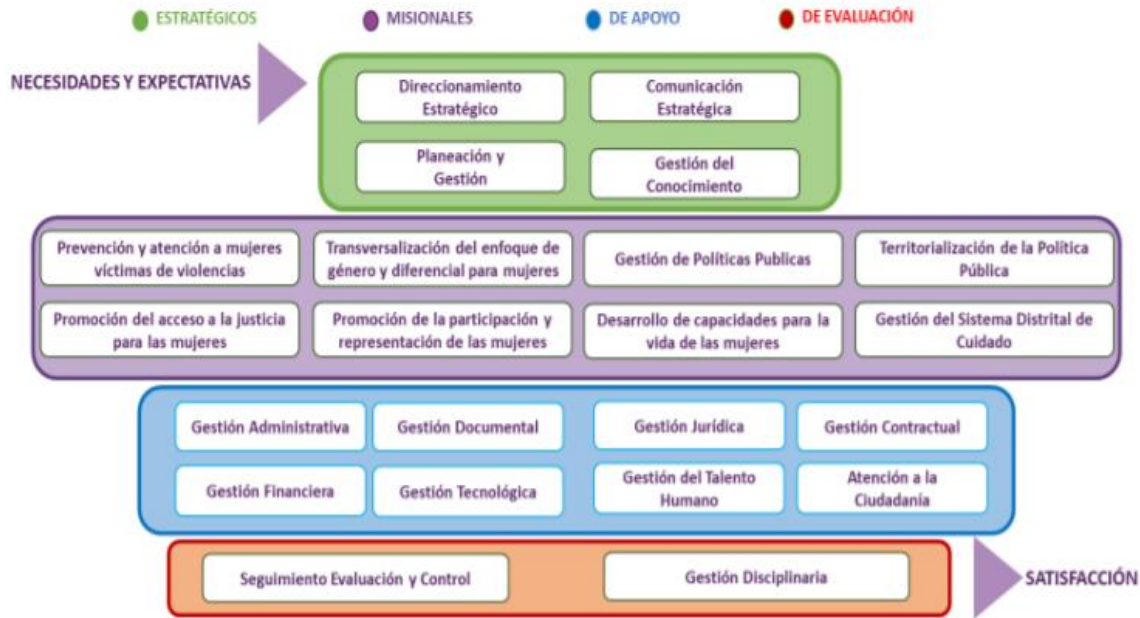 ESTRATÉGICOS
MISIONALES
DE APOYO
DE EVALUACIÓN
NECESIDADES Y EXPECTATIVAS
Direccionamiento
Estratégico
Comunicación
Estratégica
Planeación y
Gestión
Gestión del
Conocimiento
Prevención y atención a mujeres
víctimas de violencias
Transversalización del enfoque de
género y diferencial para mujeres
Gestión de Políticas Publicas
Territorialización de la Política
Pública
Promoción del acceso a la justicia
para las mujeres
Promoción de la participación y
representación de las mujeres
Desarrollo de capacidades para la
vida de las mujeres
Gestión del Sistema Distrital de
Cuidado
Gestión Administrativa
Gestión Documental
Gestión Jurídica
Gestión Contractual
Gestión Financiera
Gestión Tecnológica
Gestión del Talento
Humano
Atención a la
Ciudadanía
Seguimiento Evaluación y Control
Gestión Disciplinaria
SATISFACCIÓN